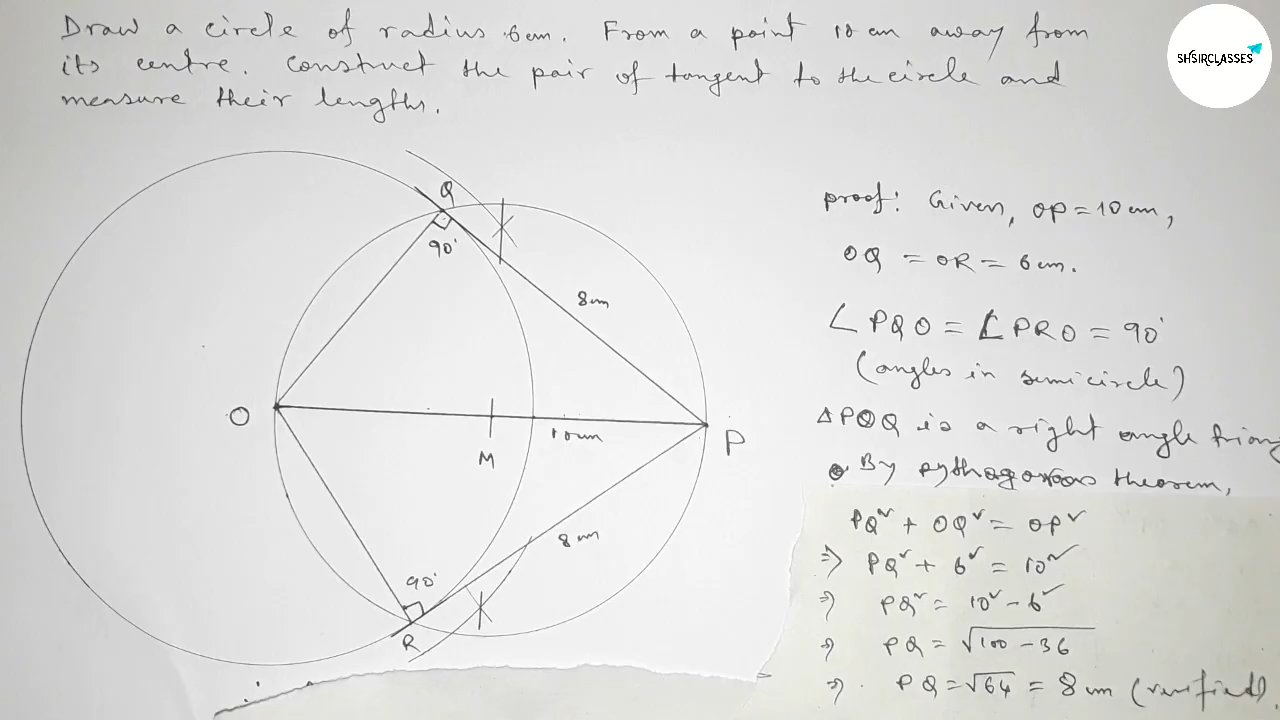 Draw a circle of radius 6cm. From a point 10 cm away from
its centre. Construct the pair of tangent to the circle and
measure their lengths.
SHSIRCLASSES
Q
90°
8cm
O
M
10cm
P
8cm
90°
R
proof: Given, OP = 10 cm,
OQ = OR = 6 cm.
∠PQO = ∠PRO = 90°
(angles in semicircle)
ΔPOQ is a right angle triang
By pythagoreas theorem,
PQ² + OQ² = OP²
⇒ PQ² + 6² = 10²
⇒ PQ² = 10² - 6²
⇒ PQ = √100 - 36
⇒ PQ = √64 = 8 cm (verified).